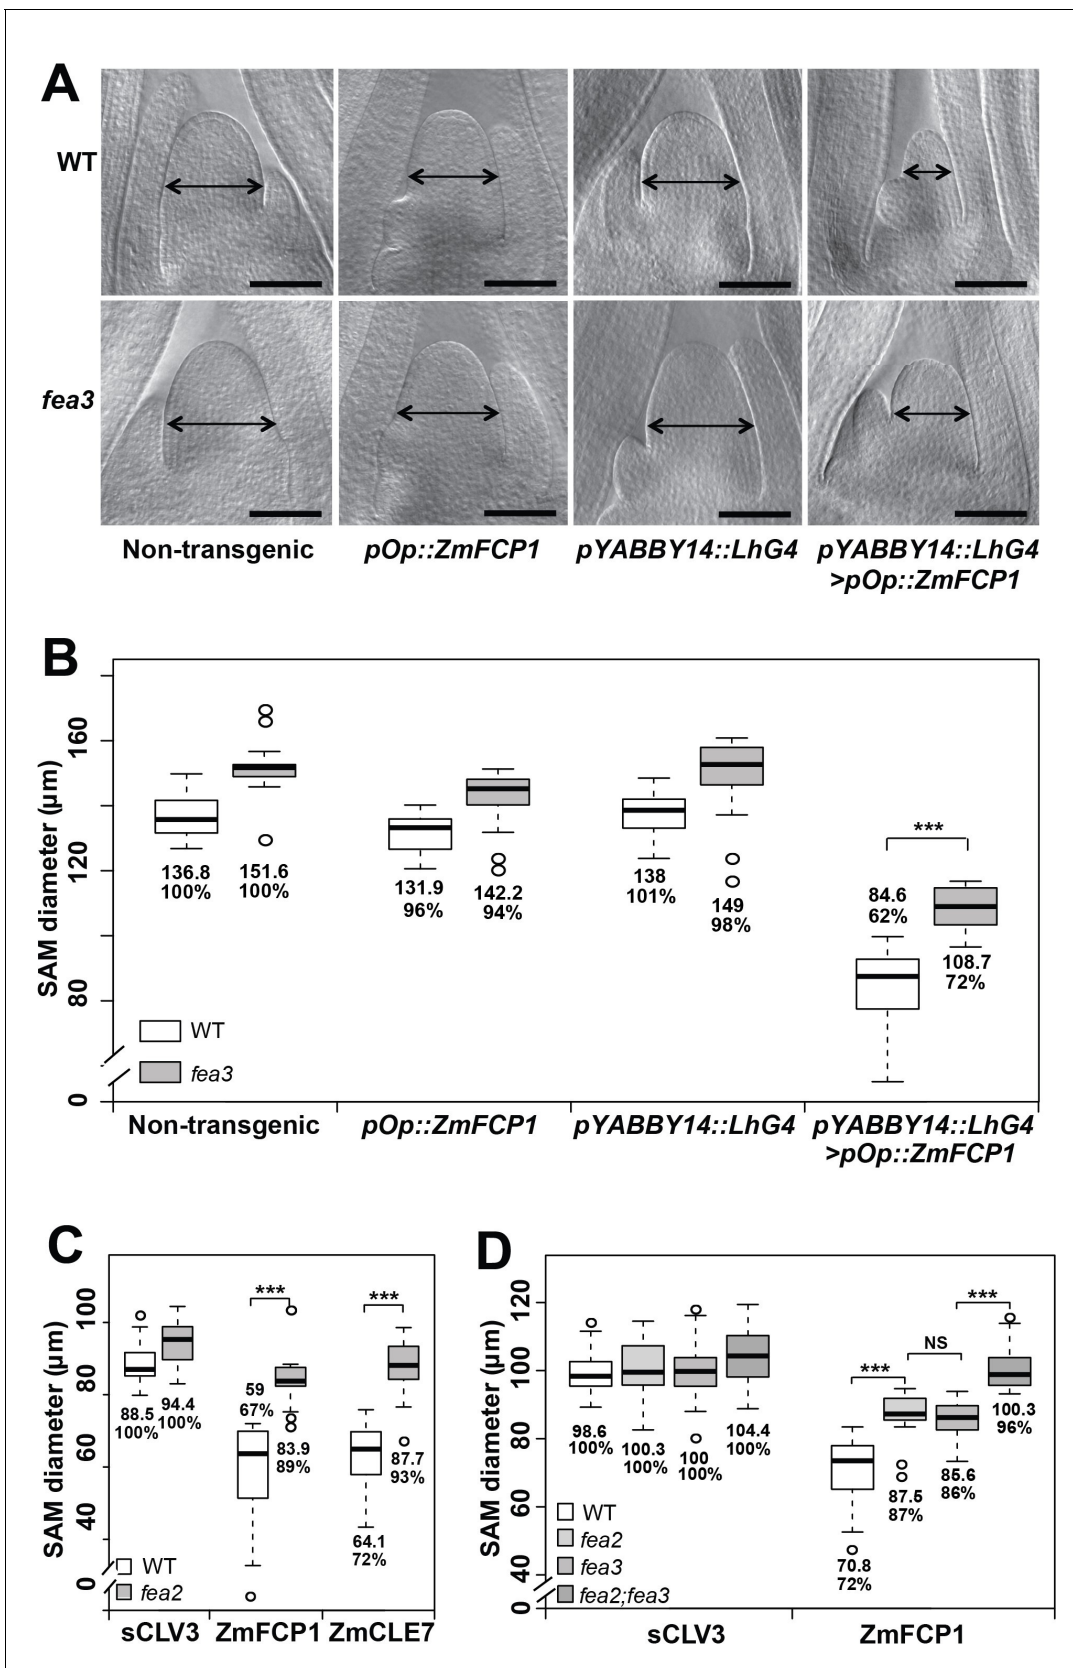 A
WT
fea3
Non-transgenic
pOp::ZmFCP1
pYABBY14::LhG4
pYABBY14::LhG4
>pOp::ZmFCP1
B
SAM diameter (µm)
160
120
80
0
136.8
100%
151.6
100%
131.9
96%
142.2
94%
138
101%
149
98%
***
84.6
62%
108.7
72%
WT
fea3
Non-transgenic
pOp::ZmFCP1
pYABBY14::LhG4
pYABBY14::LhG4
>pOp::ZmFCP1
C
SAM diameter (µm)
100
80
60
40
0
88.5
100%
94.4
100%
***
59
67%
83.9
89%
***
64.1
72%
87.7
93%
WT
fea2
sCLV3
ZmFCP1
ZmCLE7
D
SAM diameter (µm)
120
100
80
60
40
0
98.6
100%
100.3
100%
100
100%
104.4
100%
***
NS
***
70.8
72%
87.5
87%
85.6
86%
100.3
96%
WT
fea2
fea3
fea2;fea3
sCLV3
ZmFCP1